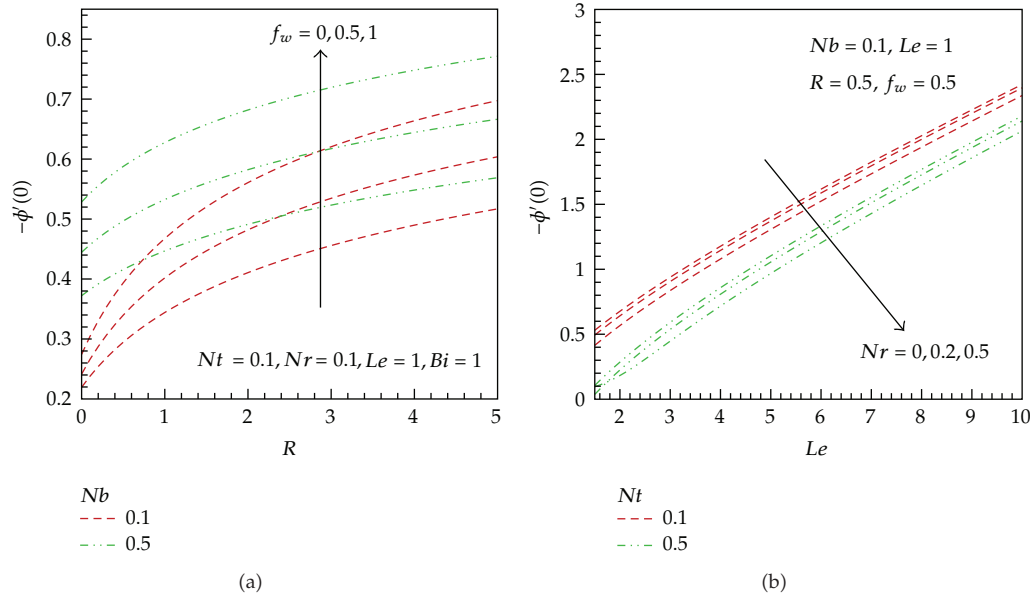 0.8
0.7
0.6
0.5
0.4
0.3
0.2
0
1
2
3
4
5
−ϕ′(0)
R
f_w = 0, 0.5, 1
Nt = 0.1, Nr = 0.1, Le = 1, Bi = 1
Nb
0.1
0.5
(a)
3
2.5
2
1.5
1
0.5
0
2
3
4
5
6
7
8
9
10
−ϕ′(0)
Le
Nb = 0.1, Le = 1
R = 0.5, f_w = 0.5
Nr = 0, 0.2, 0.5
Nt
0.1
0.5
(b)